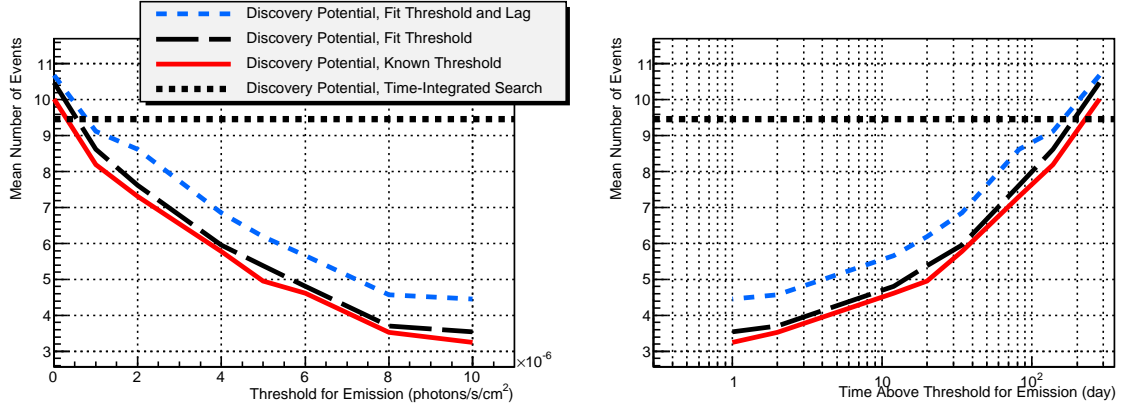 Discovery Potential, Fit Threshold and Lag
Discovery Potential, Fit Threshold
Discovery Potential, Known Threshold
Discovery Potential, Time-Integrated Search
Mean Number of Events
11
10
9
8
7
6
5
4
3
0 2 4 6 8 10
×10⁻⁶
Threshold for Emission (photons/s/cm²)
Mean Number of Events
11
10
9
8
7
6
5
4
3
1 10 10²
Time Above Threshold for Emission (day)